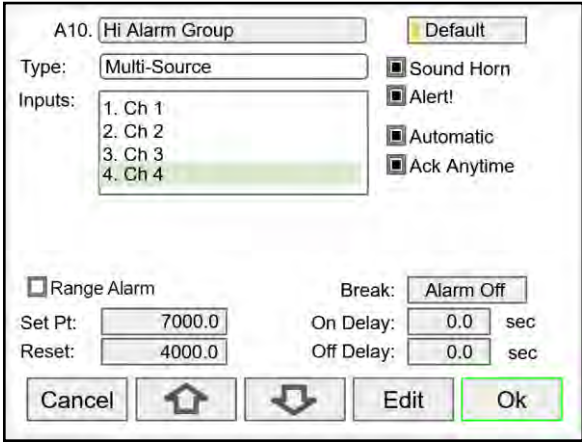 A10. Hi Alarm Group Default
Type: Multi-Source Sound Horn
Inputs: Alert!
1. Ch 1
2. Ch 2 Automatic
3. Ch 3 Ack Anytime
4. Ch 4
Range Alarm Break: Alarm Off
Set Pt: 7000.0 On Delay: 0.0 sec
Reset: 4000.0 Off Delay: 0.0 sec
Cancel Edit Ok